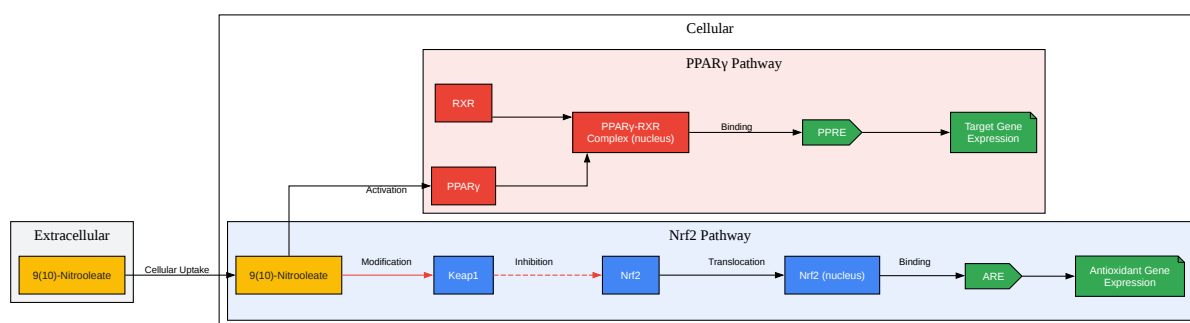 Cellular
PPARγ Pathway
RXR
PPARγ-RXR
Complex (nucleus)
Binding
PPRE
Target Gene
Expression
Activation
PPARγ
Extracellular
9(10)-Nitrooleate
Cellular Uptake
Nrf2 Pathway
9(10)-Nitrooleate
Modification
Keap1
Inhibition
Nrf2
Translocation
Nrf2 (nucleus)
Binding
ARE
Antioxidant Gene
Expression